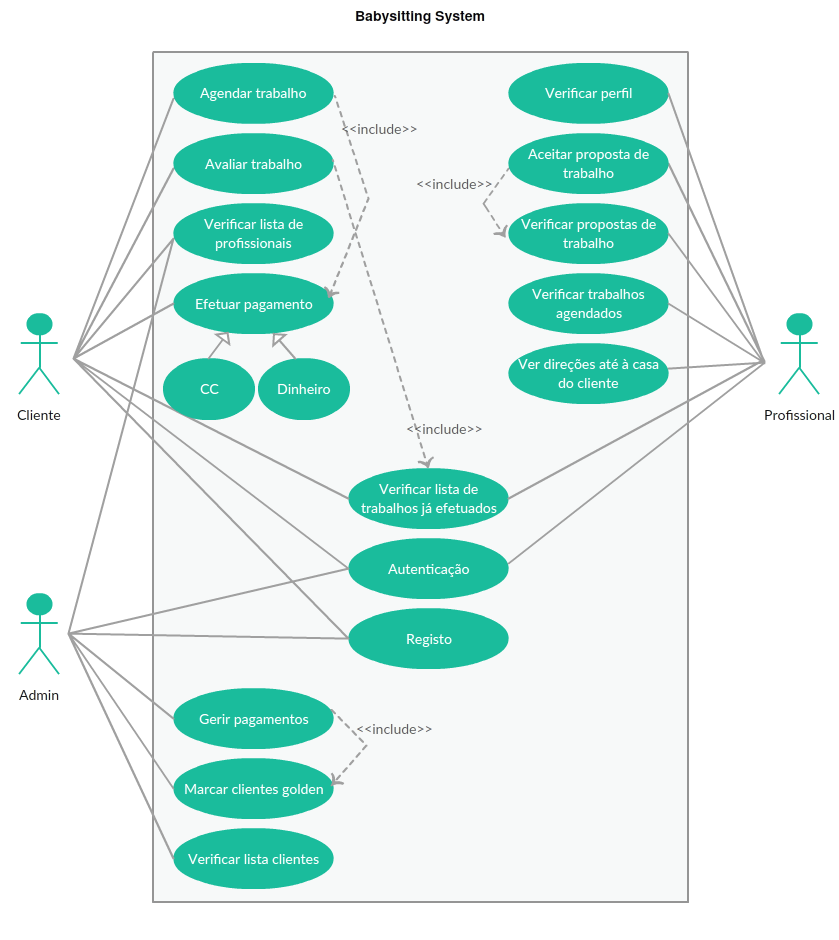 Babysitting System
Agendar trabalho
Verificar perfil
<<include>>
Avaliar trabalho
Aceitar proposta de
trabalho
<<include>>
Verificar lista de
profissionais
Verificar propostas de
trabalho
Efetuar pagamento
Verificar trabalhos
agendados
CC
Dinheiro
Ver direções até à casa
do cliente
Cliente
Profissional
<<include>>
Verificar lista de
trabalhos já efetuados
Autenticação
Registo
Admin
Gerir pagamentos
<<include>>
Marcar clientes golden
Verificar lista clientes